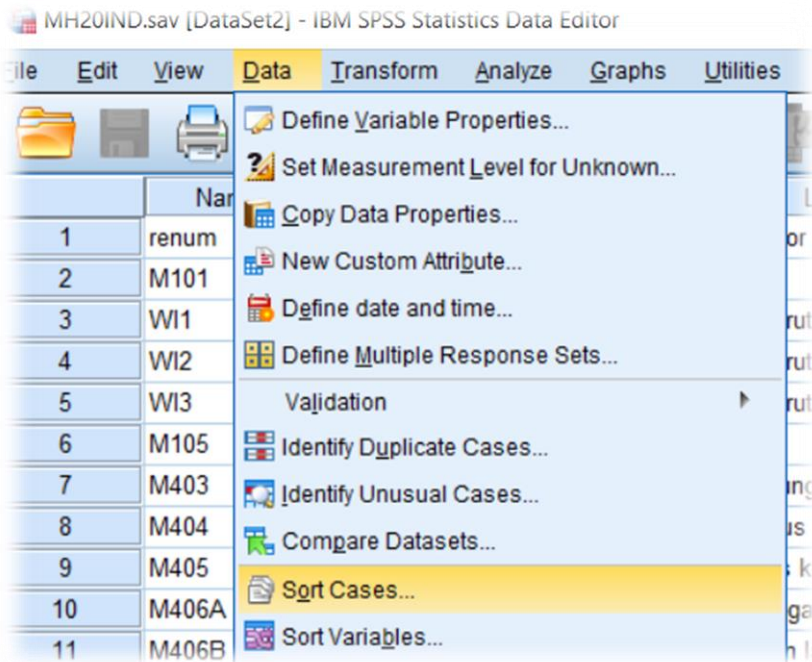 MH20IND.sav [DataSet2] - IBM SPSS Statistics Data Editor
File Edit View Data Transform Analyze Graphs Utilities
Define Variable Properties...
Set Measurement Level for Unknown...
Copy Data Properties...
New Custom Attribute...
Define date and time...
Define Multiple Response Sets...
Validation
Identify Duplicate Cases...
Identify Unusual Cases...
Compare Datasets...
Sort Cases...
Sort Variables...
Nar
1 renum
2 M101
3 WI1
4 WI2
5 WI3
6 M105
7 M403
8 M404
9 M405
10 M406A
11 M406B